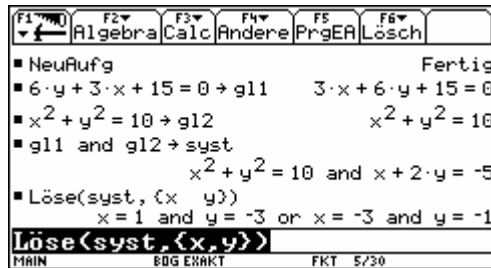 F1 F2 Algebra F3 Calc F4 Andere F5 PrgEA F6 Lösch
NeuAufg Fertig
6·y + 3·x + 15 = 0 → gl1 3·x + 6·y + 15 = 0
x² + y² = 10 → gl2 x² + y² = 10
gl1 and gl2 → syst
x² + y² = 10 and x + 2·y = -5
Löse(syst, {x y})
x = 1 and y = -3 or x = -3 and y = -1
Löse(syst,{x,y})
MAIN BOG EXAKT FKT 5/30